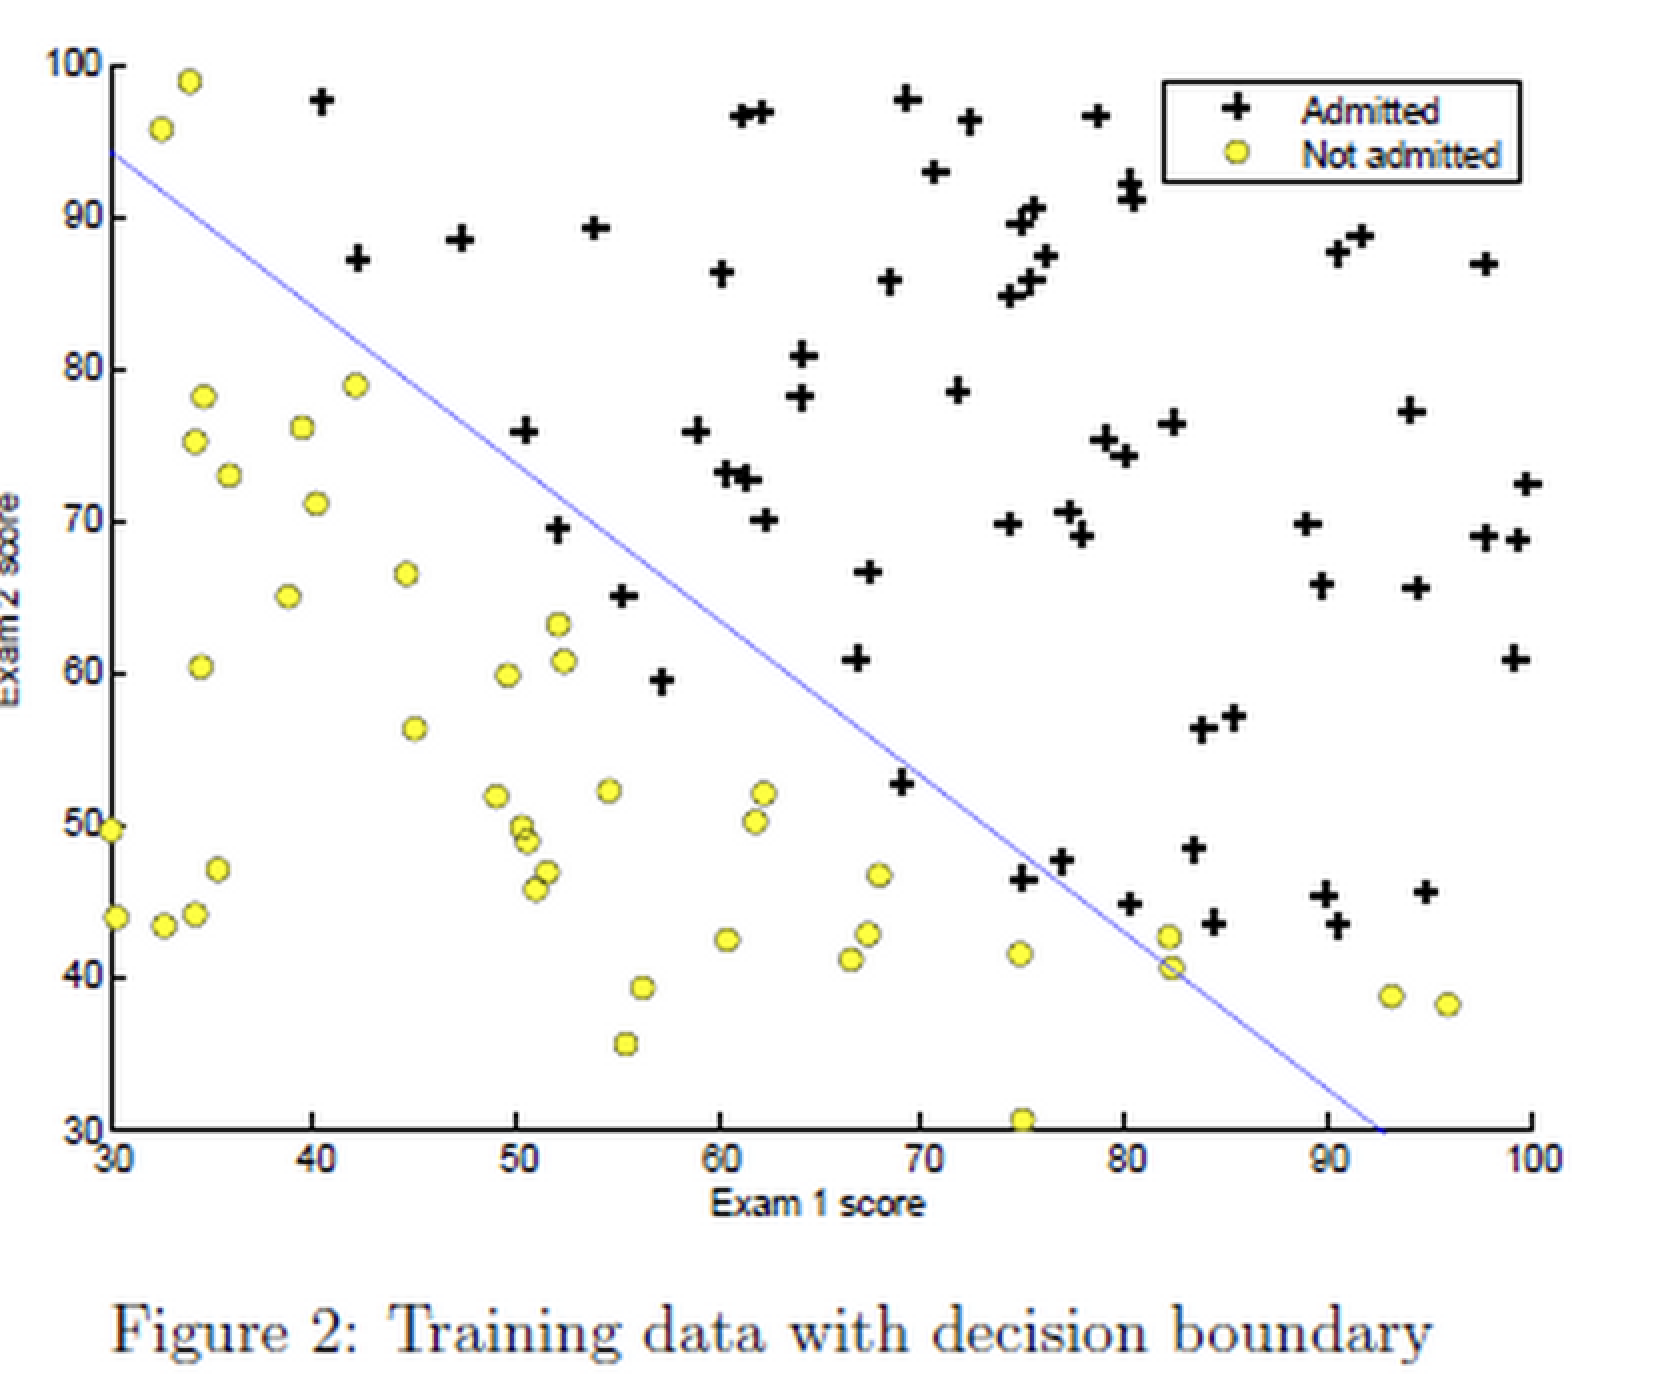 100
90
80
70
60
50
40
30
Exam 2 score
Admitted
Not admitted
30 40 50 60 70 80 90 100
Exam 1 score
Figure 2: Training data with decision boundary